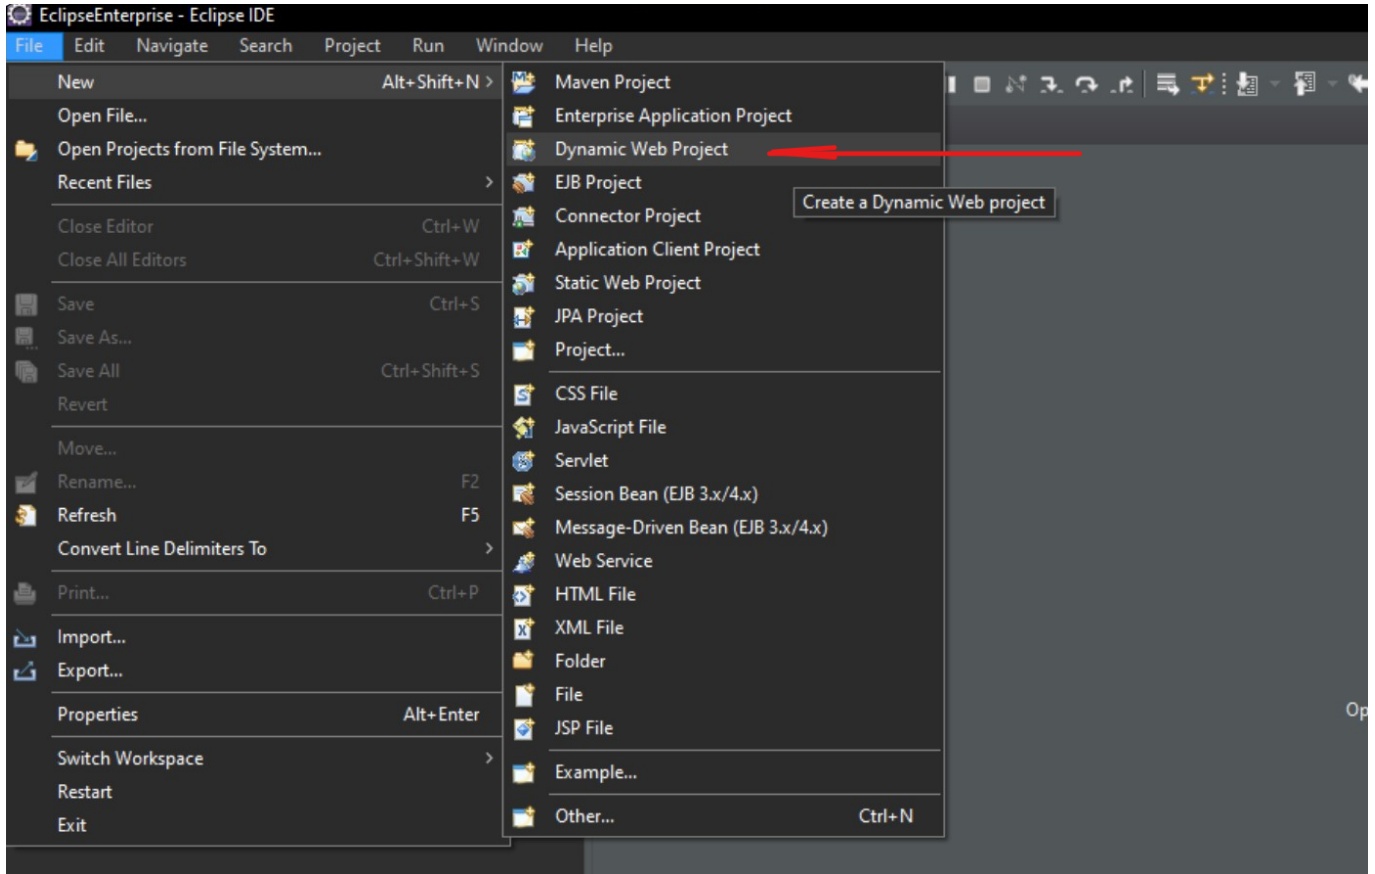 EclipseEnterprise - Eclipse IDE
File Edit Navigate Search Project Run Window Help
New Alt+Shift+N >
Open File...
Open Projects from File System...
Recent Files >
Close Editor Ctrl+W
Close All Editors Ctrl+Shift+W
Save Ctrl+S
Save As...
Save All Ctrl+Shift+S
Revert
Move...
Rename... F2
Refresh F5
Convert Line Delimiters To >
Print... Ctrl+P
Import...
Export...
Properties Alt+Enter
Switch Workspace >
Restart
Exit
Maven Project
Enterprise Application Project
Dynamic Web Project
EJB Project
Create a Dynamic Web project
Connector Project
Application Client Project
Static Web Project
JPA Project
Project...
CSS File
JavaScript File
Servlet
Session Bean (EJB 3.x/4.x)
Message-Driven Bean (EJB 3.x/4.x)
Web Service
HTML File
XML File
Folder
File
JSP File
Example...
Other... Ctrl+N
Op